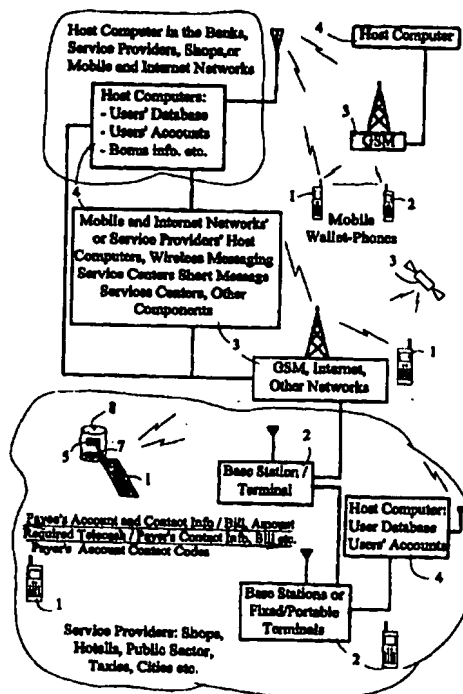 Host Computer in the Banks,
Service Providers, Shops, or
Mobile and Internet Networks
Host Computers:
- Users' Database
- Users' Accounts
- Bonus info. etc.
4
4
Host Computer
3
GSM
1
2
Mobile
Wallet-Phones
Mobile and Internet Networks'
or Service Providers' Host
Computers, Wireless Messaging
Service Centers Short Message
Services Centers, Other
Components
3
3
GSM, Internet,
Other Networks
1
8
5
7
1
2
Base Station /
Terminal
Payee's Account and Contact Info / Bill, Amount
Required Telecash / Payer's Contact Info, Bill etc.
Payer's Account Contact Codes
Host Computer:
User Database
Users' Accounts
4
1
Base Stations or
Fixed/Portable
Terminals
2
Service Providers: Shops,
Hotells, Public Sector,
Taxies, Cities etc.